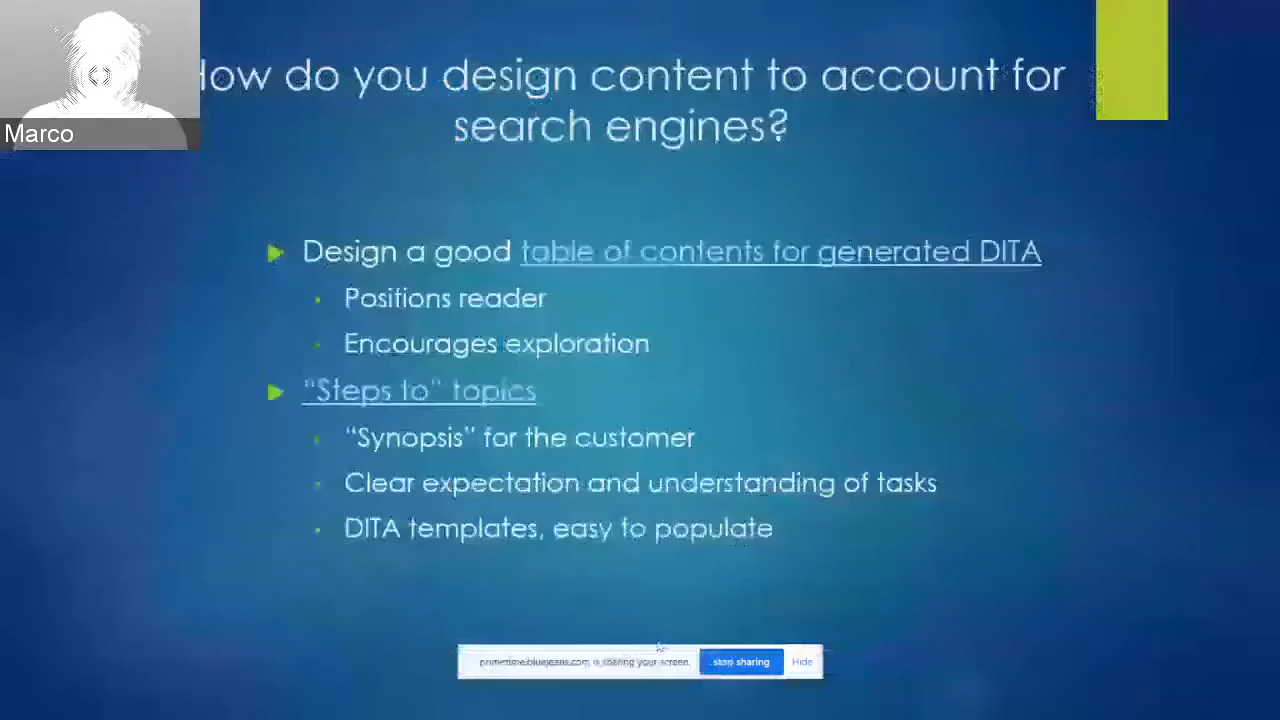 How do you design content to account for
search engines?
Marco
Design a good table of contents for generated DITA
Positions reader
Encourages exploration
“Steps to” topics
“Synopsis” for the customer
Clear expectation and understanding of tasks
DITA templates, easy to populate
primetime.bluejeans.com is sharing your screen. stop sharing Hide